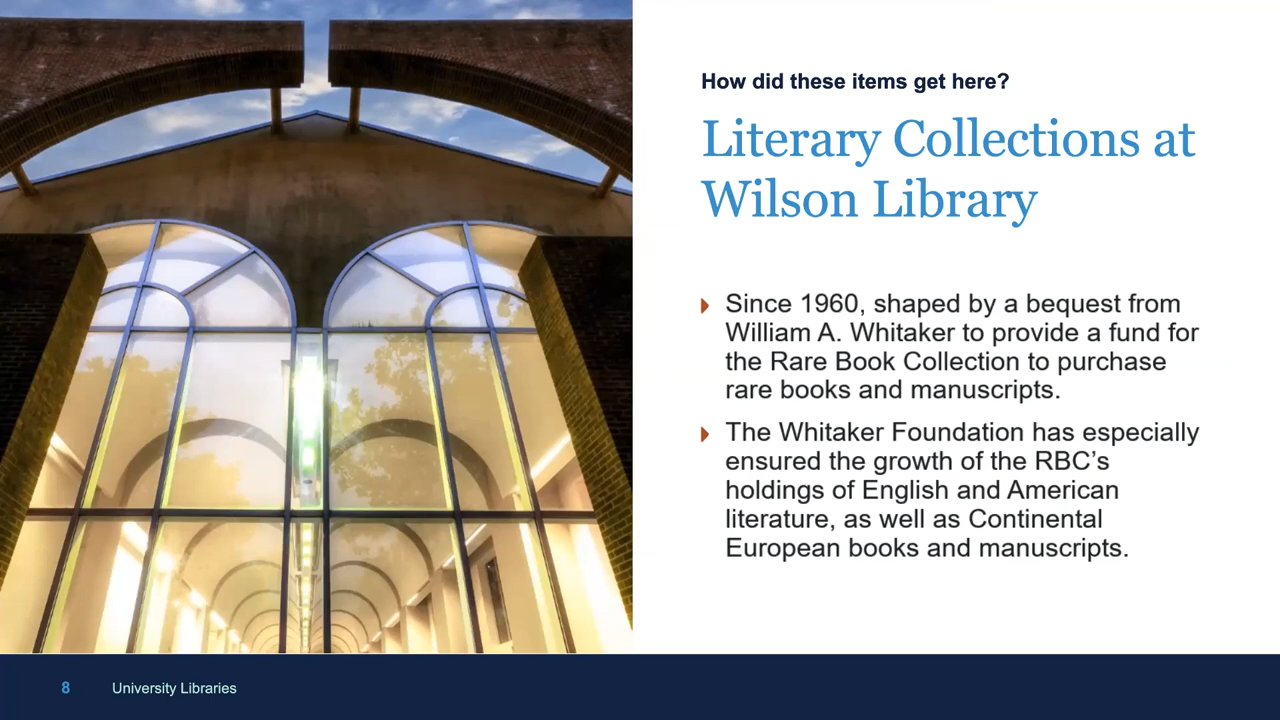 How did these items get here?
Literary Collections at
Wilson Library
Since 1960, shaped by a bequest from
William A. Whitaker to provide a fund for
the Rare Book Collection to purchase
rare books and manuscripts.
The Whitaker Foundation has especially
ensured the growth of the RBC’s
holdings of English and American
literature, as well as Continental
European books and manuscripts.
8
University Libraries